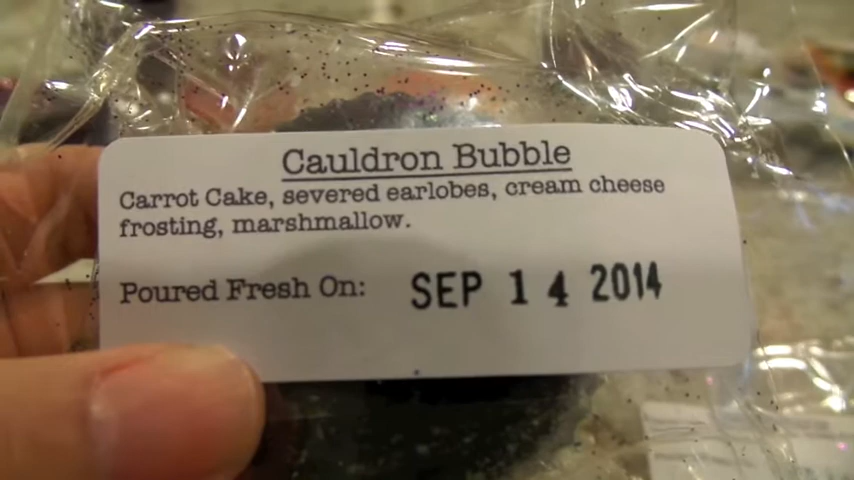 Cauldron Bubble
Carrot Cake, severed earlobes, cream cheese
frosting, marshmallow.
Poured Fresh On: SEP 14 2014